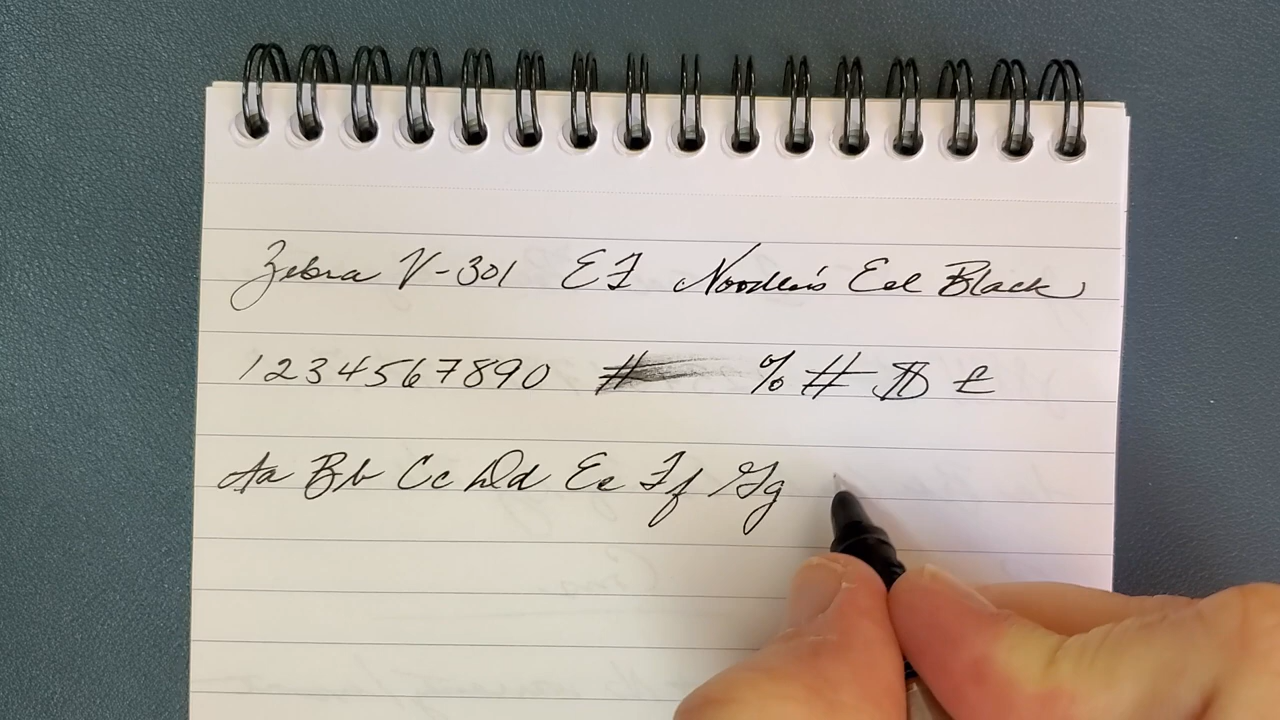 Zebra V-301 EF Noodler's Eel Black
1234567890 # % # $ £
Aa Bb Cc Dd Ee Ff Gg